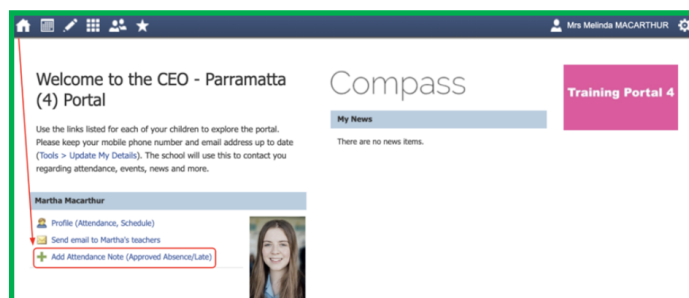 Mrs Melinda MACARTHUR
Welcome to the CEO - Parramatta
(4) Portal
Use the links listed for each of your children to explore the portal.
Please keep your mobile phone number and email address up to date
(Tools > Update My Details). The school will use this to contact you
regarding attendance, events, news and more.
Martha Macarthur
Profile (Attendance, Schedule)
Send email to Martha's teachers
Add Attendance Note (Approved Absence/Late)
Compass
My News
There are no news items.
Training Portal 4